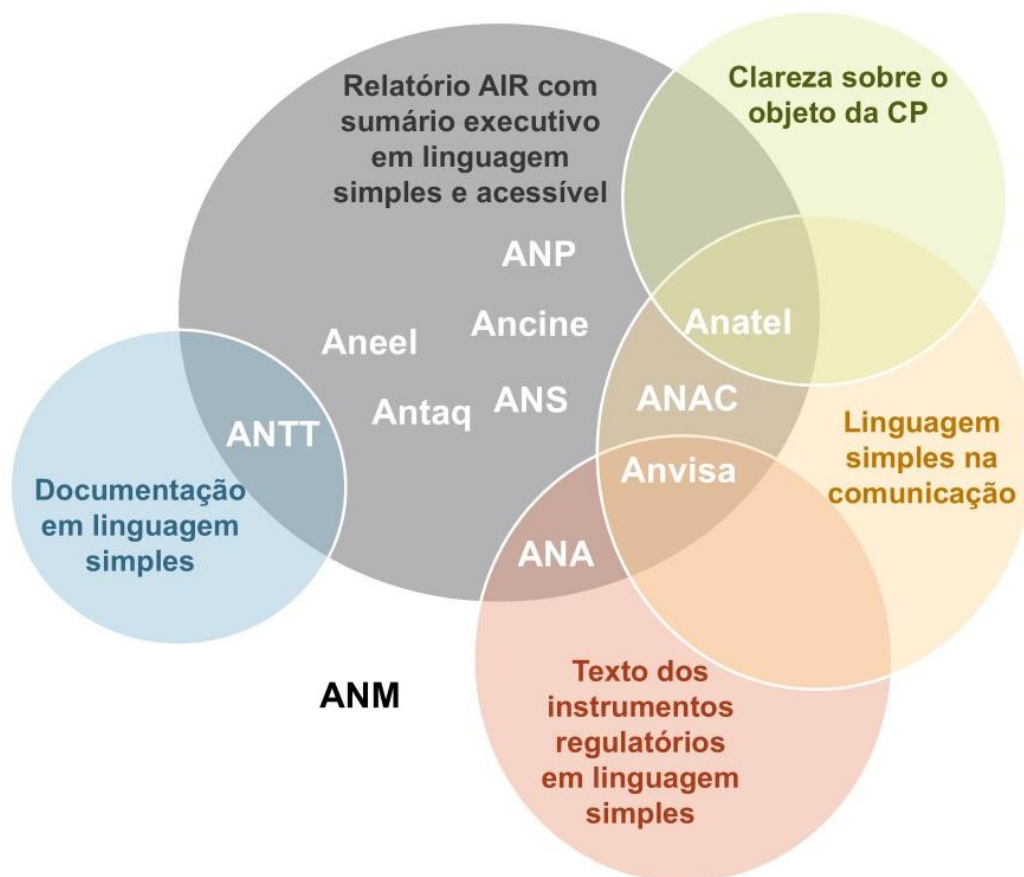 Relatório AIR com
sumário executivo
em linguagem
simples e acessível
Clareza sobre o
objeto da CP
ANP
Ancine
Aneel
Anatel
ANS
Antaq
ANAC
ANTT
Anvisa
ANA
Linguagem
simples na
comunicação
Documentação
em linguagem
simples
ANM
Texto dos
instrumentos
regulatórios
em linguagem
simples